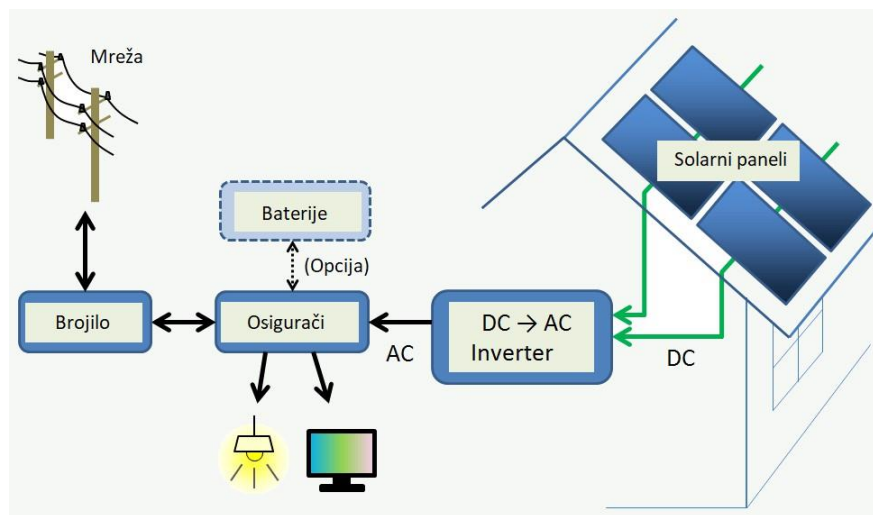 Mreža
Solarni paneli
Baterije
(Opcija)
Brojilo
Osigurači
AC
DC → AC
Inverter
DC